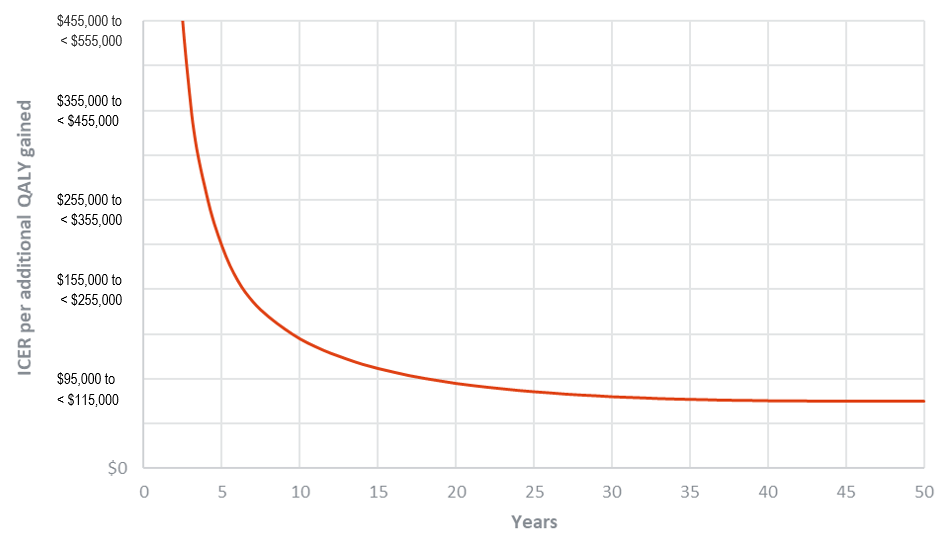 $455,000 to
< $555,000
$355,000 to
< $455,000
$255,000 to
< $355,000
$155,000 to
< $255,000
$95,000 to
< $115,000
$0
ICER per additional QALY gained
0 5 10 15 20 25 30 35 40 45 50
Years